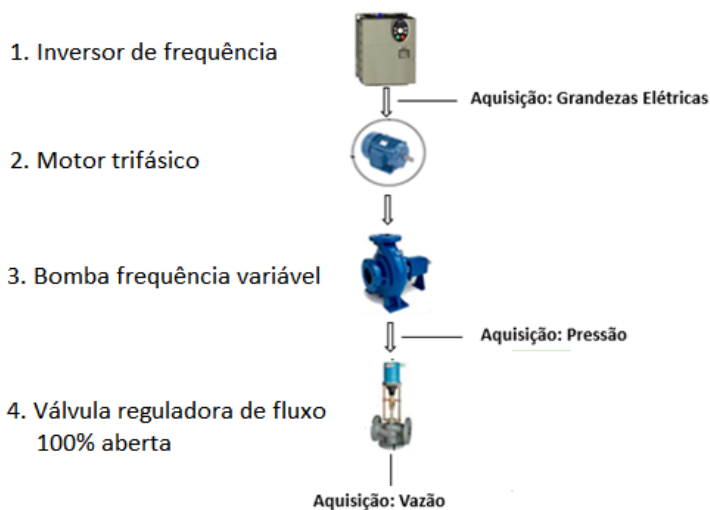 1. Inversor de frequência
Aquisição: Grandezas Elétricas
2. Motor trifásico
3. Bomba frequência variável
Aquisição: Pressão
4. Válvula reguladora de fluxo
100% aberta
Aquisição: Vazão